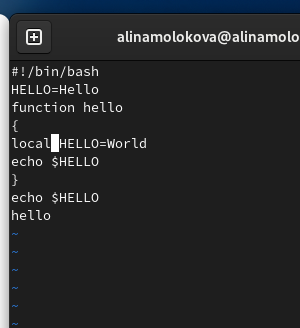 alinamolokova@alinamolo
#!/bin/bash
HELLO=Hello
function hello
{
local HELLO=World
echo $HELLO
}
echo $HELLO
hello
~
~
~
~
~
~